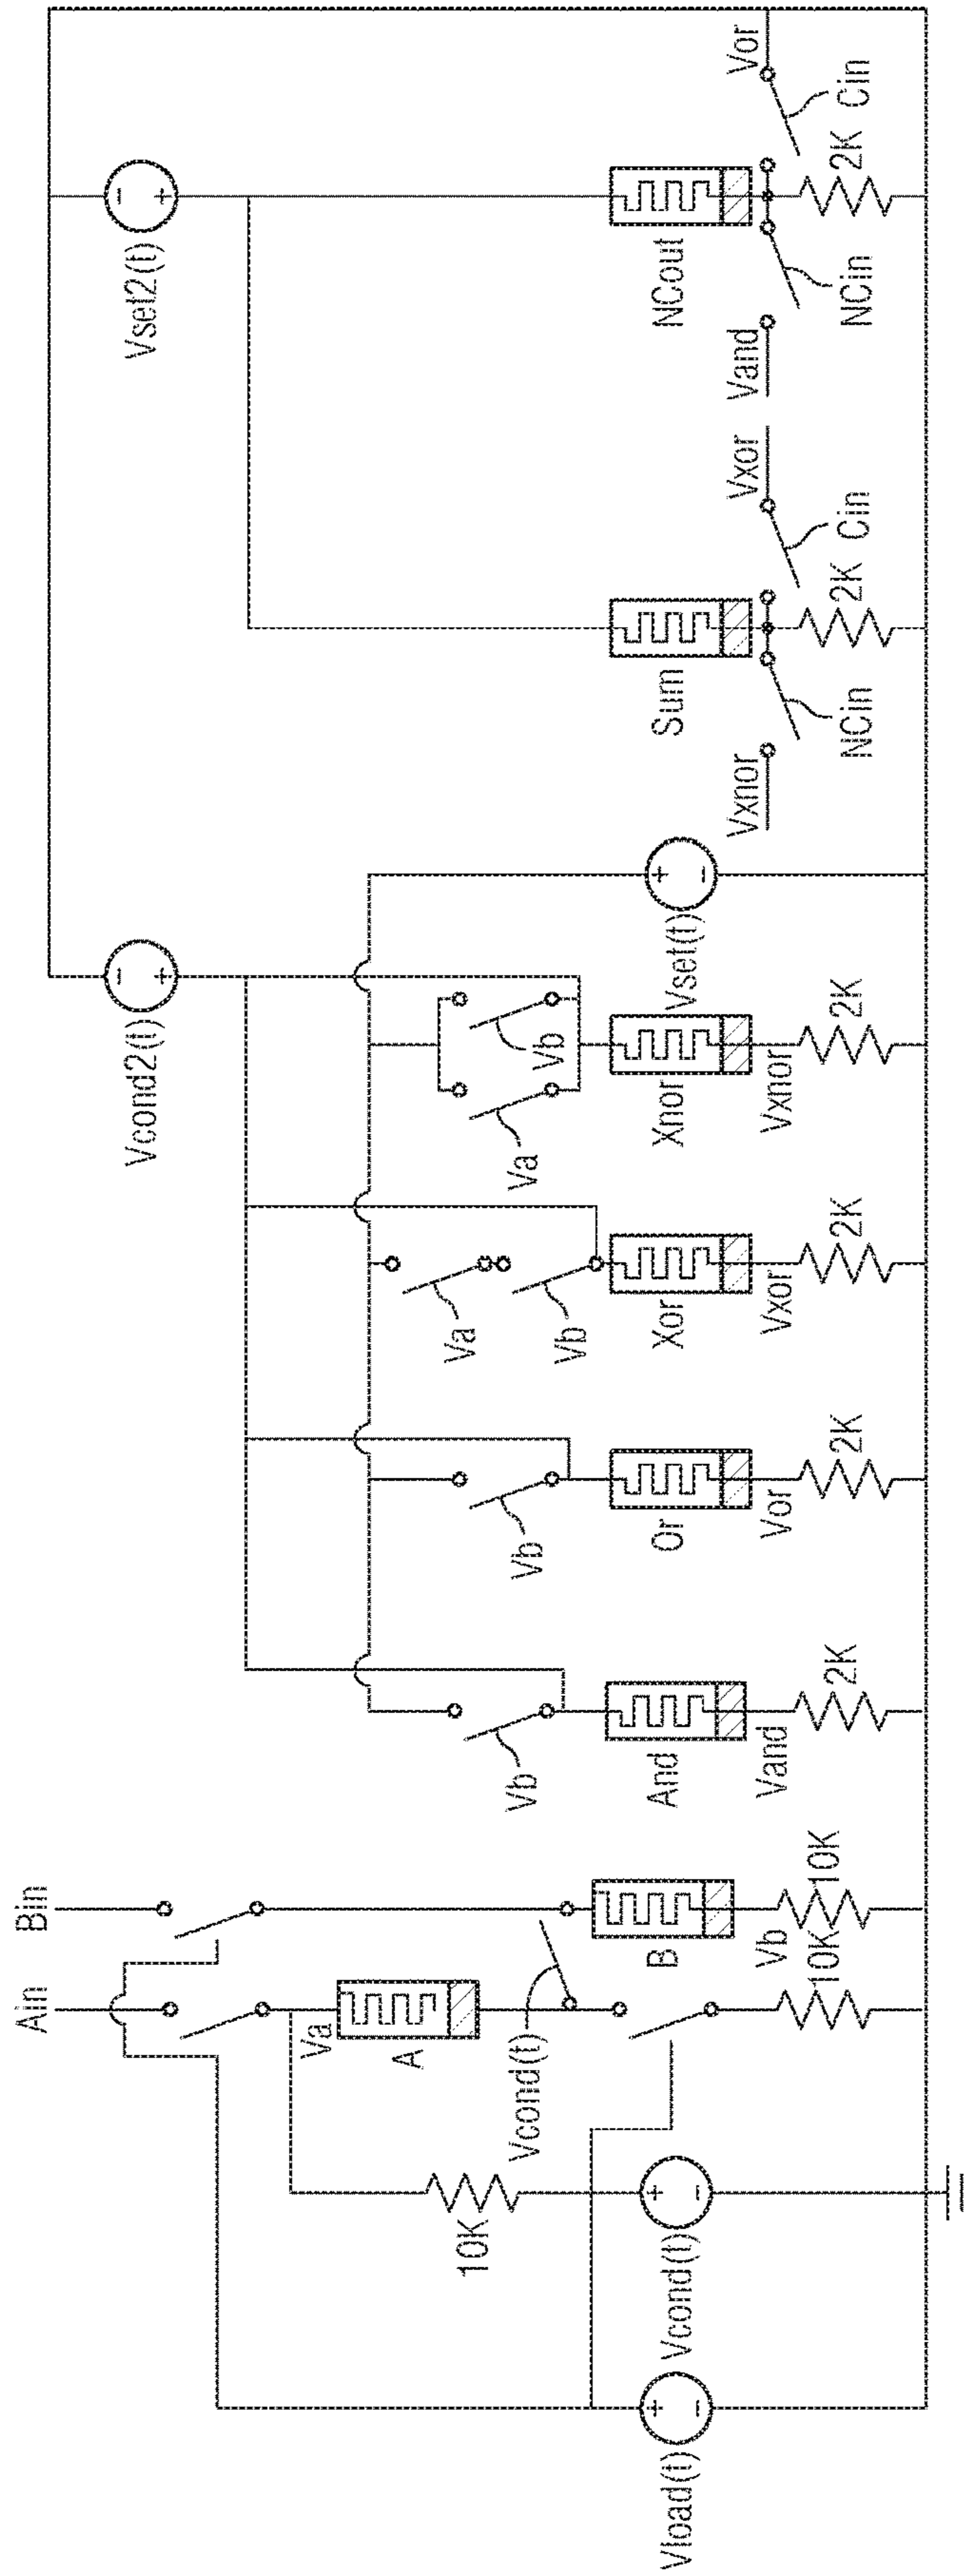 Vor
Cin
2K
Vset2(t)
NCout
NCin
Vand
Vxor
Cin
2K
Sum
NCin
Vxnor
Vset(t)
Vcond2(t)
Vb
Va
Xnor
Vxnor
2K
Va
Vb
Xor
Vxor
2K
Vb
Or
Vor
2K
Vb
And
Vand
2K
Bin
B
Vb
10K
Ain
Va
A
Vcond(t)
10K
10K
Vcond(t)
Vload(t)